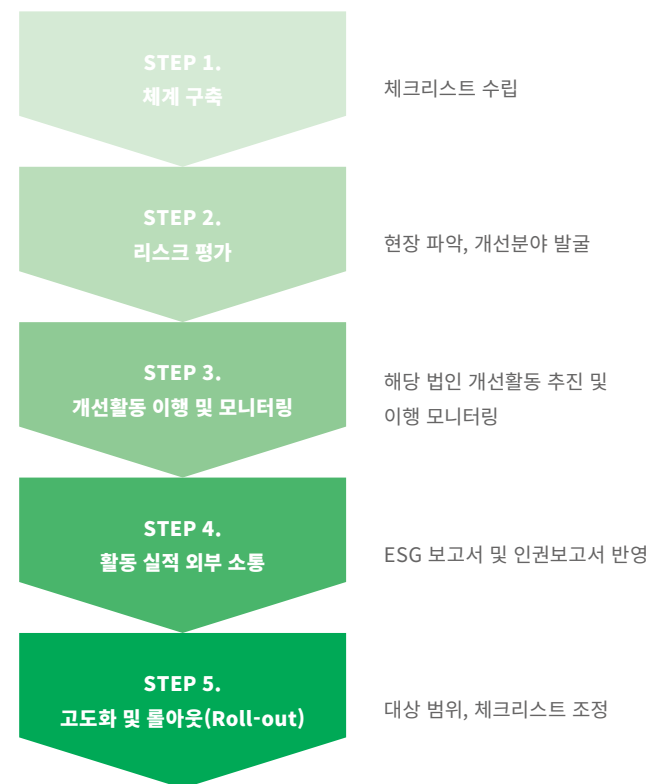 STEP 1.
체계 구축
체크리스트 수립
STEP 2.
리스크 평가
현장 파악, 개선분야 발굴
STEP 3.
개선활동 이행 및 모니터링
해당 법인 개선활동 추진 및
이행 모니터링
STEP 4.
활동 실적 외부 소통
ESG 보고서 및 인권보고서 반영
STEP 5.
고도화 및 롤아웃(Roll-out)
대상 범위, 체크리스트 조정